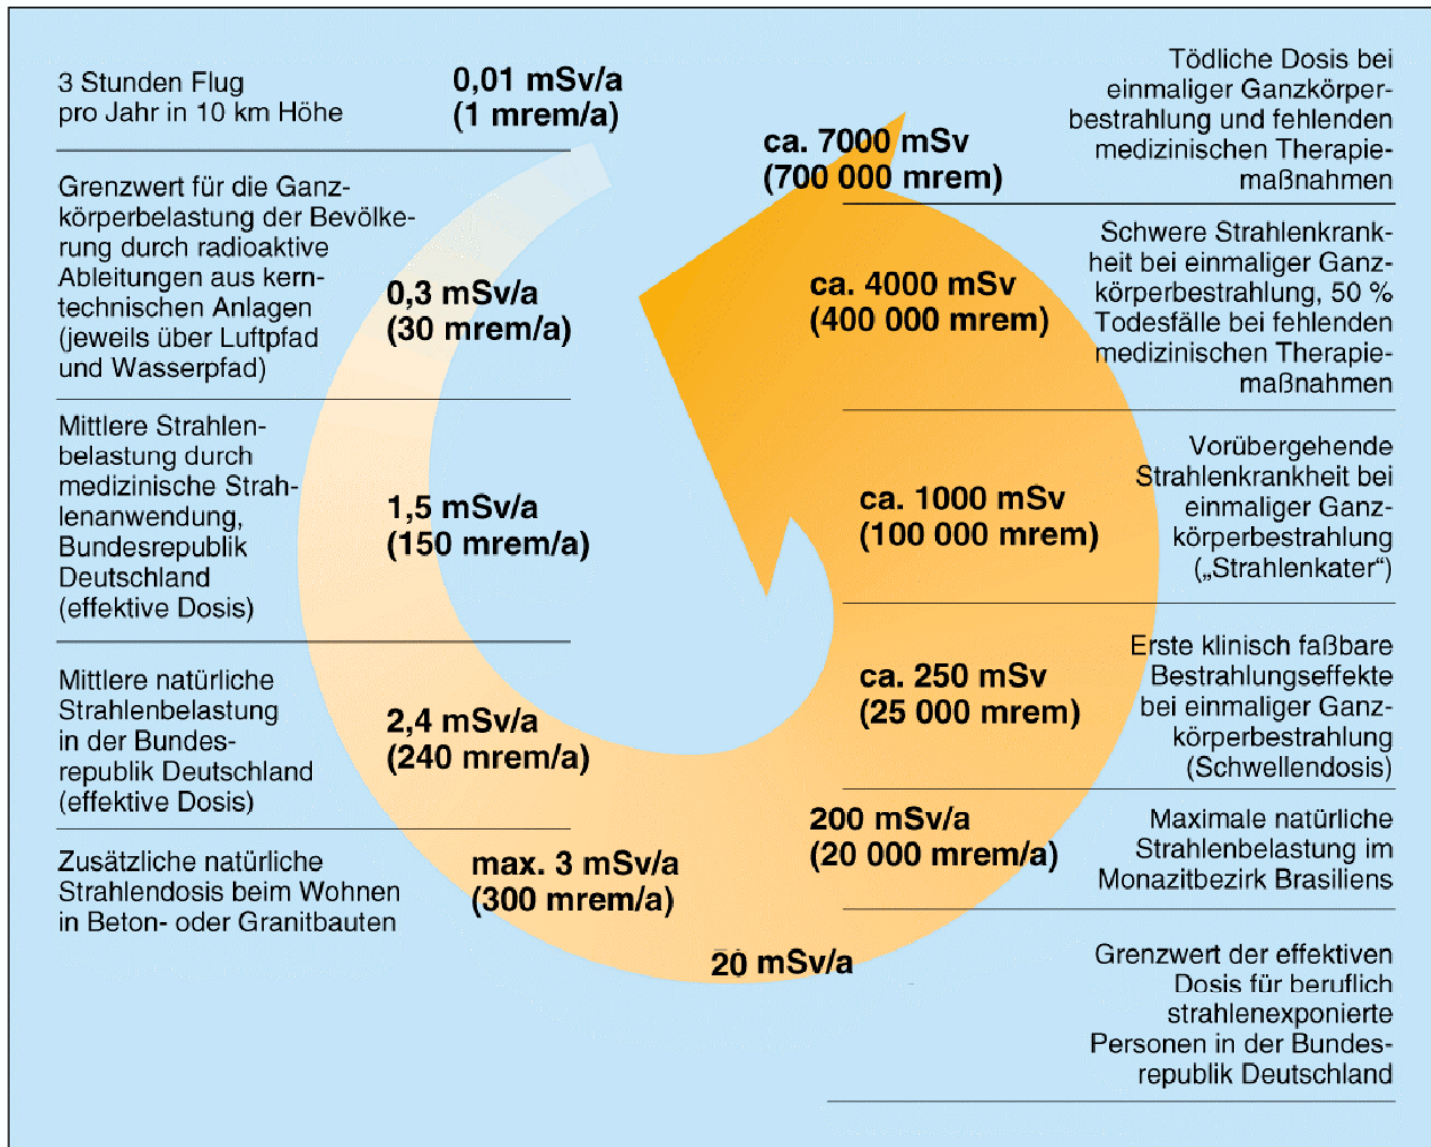 3 Stunden Flug
pro Jahr in 10 km Höhe
0,01 mSv/a
(1 mrem/a)
Grenzwert für die Ganz-
körperbelastung der Bevölke-
rung durch radioaktive
Ableitungen aus kern-
technischen Anlagen
(jeweils über Luftpfad
und Wasserpfad)
0,3 mSv/a
(30 mrem/a)
Mittlere Strahlen-
belastung durch
medizinische Strah-
lenanwendung,
Bundesrepublik
Deutschland
(effektive Dosis)
1,5 mSv/a
(150 mrem/a)
Mittlere natürliche
Strahlenbelastung
in der Bundes-
republik Deutschland
(effektive Dosis)
2,4 mSv/a
(240 mrem/a)
Zusätzliche natürliche
Strahlendosis beim Wohnen
in Beton- oder Granitbauten
max. 3 mSv/a
(300 mrem/a)
20 mSv/a
Grenzwert der effektiven
Dosis für beruflich
strahlenexponierte
Personen in der Bundes-
republik Deutschland
200 mSv/a
(20 000 mrem/a)
Maximale natürliche
Strahlenbelastung im
Monazitbezirk Brasiliens
ca. 250 mSv
(25 000 mrem)
Erste klinisch faßbare
Bestrahlungseffekte
bei einmaliger Ganz-
körperbestrahlung
(Schwellendosis)
ca. 1000 mSv
(100 000 mrem)
Vorübergehende
Strahlenkrankheit bei
einmaliger Ganz-
körperbestrahlung
(„Strahlenkater“)
ca. 4000 mSv
(400 000 mrem)
Schwere Strahlenkrank-
heit bei einmaliger Ganz-
körperbestrahlung, 50 %
Todesfälle bei fehlenden
medizinischen Therapie-
maßnahmen
ca. 7000 mSv
(700 000 mrem)
Tödliche Dosis bei
einmaliger Ganzkörper-
bestrahlung und fehlenden
medizinischen Therapie-
maßnahmen